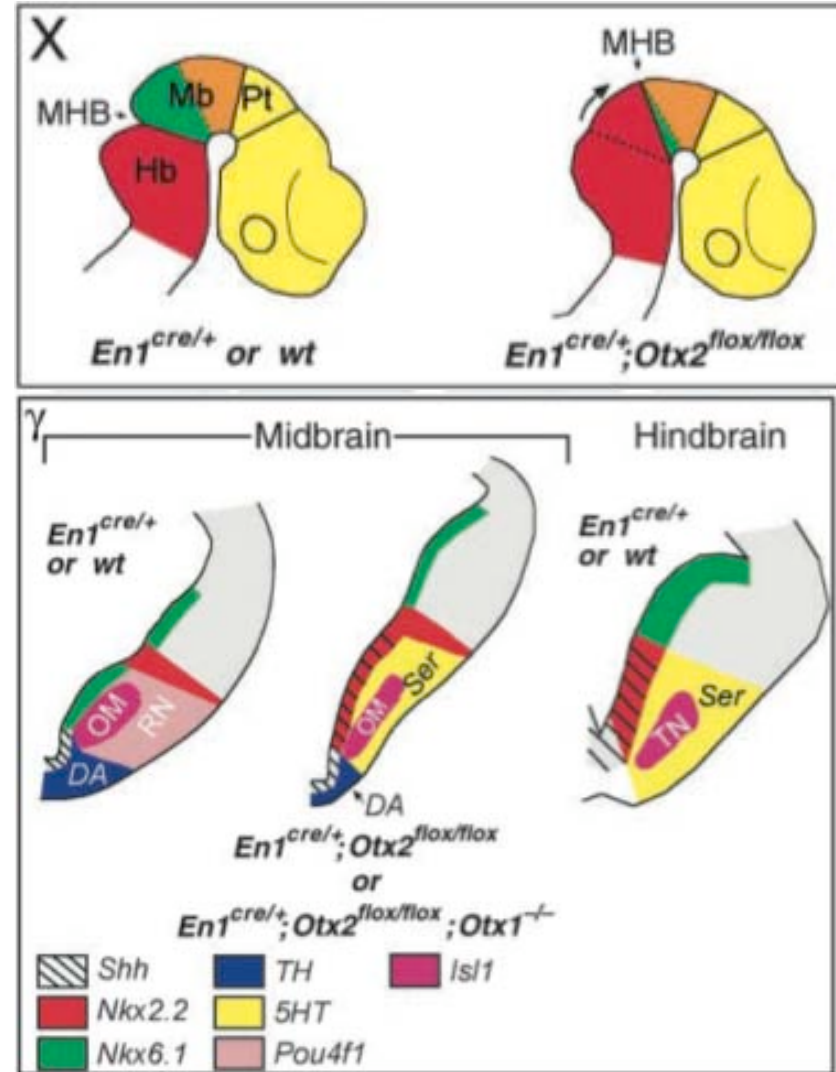 X
MHB
Mb
Pt
MHB
Hb
En1cre/+ or wt
En1cre/+;Otx2flox/flox
γ
Midbrain
Hindbrain
En1cre/+
or wt
En1cre/+
or wt
OM
RN
DA
OM
Ser
DA
TN
Ser
En1cre/+;Otx2flox/flox
or
En1cre/+;Otx2flox/flox;Otx1–/–
Shh
TH
Isl1
Nkx2.2
5HT
Nkx6.1
Pou4f1